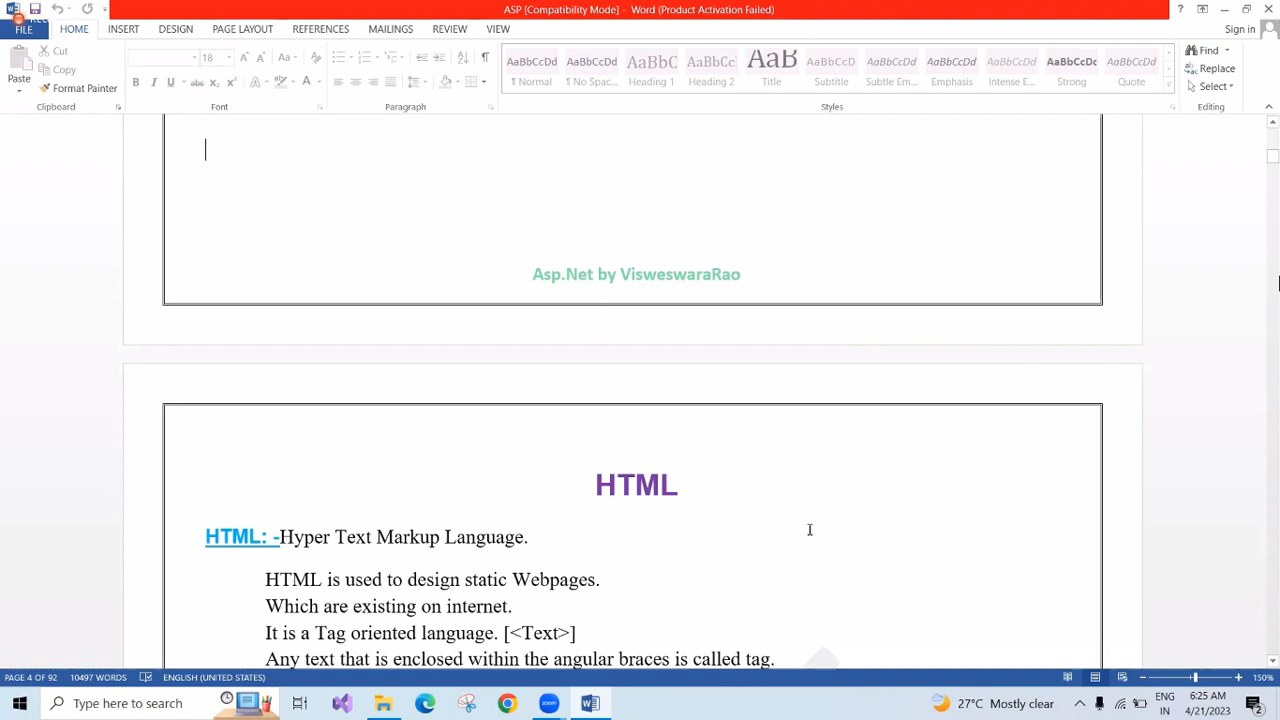 ASP [Compatibility Mode] - Word (Product Activation Failed)
FILE HOME INSERT DESIGN PAGE LAYOUT REFERENCES MAILINGS REVIEW VIEW Sign in
Paste
Cut
Copy
Format Painter
Clipboard
18
Font
Paragraph
AaBbCcDd AaBbCcDd AaBbC AaBbCc AaB AaBbCcD AaBbCcDd AaBbCcDd AaBbCcDd AaBbCcDc AaBbCcDd
¶ Normal ¶ No Spac... Heading 1 Heading 2 Title Subtitle Subtle Em... Emphasis Intense E... Strong Quote
Styles
Find
Replace
Select
Editing
Asp.Net by VisweswaraRao
HTML
HTML: -Hyper Text Markup Language.
HTML is used to design static Webpages.
Which are existing on internet.
It is a Tag oriented language. [<Text>]
Any text that is enclosed within the angular braces is called tag.
PAGE 4 OF 92 10497 WORDS ENGLISH (UNITED STATES) 150%
Type here to search
zoom
27°C Mostly clear
ENG
IN
6:25 AM
4/21/2023
2